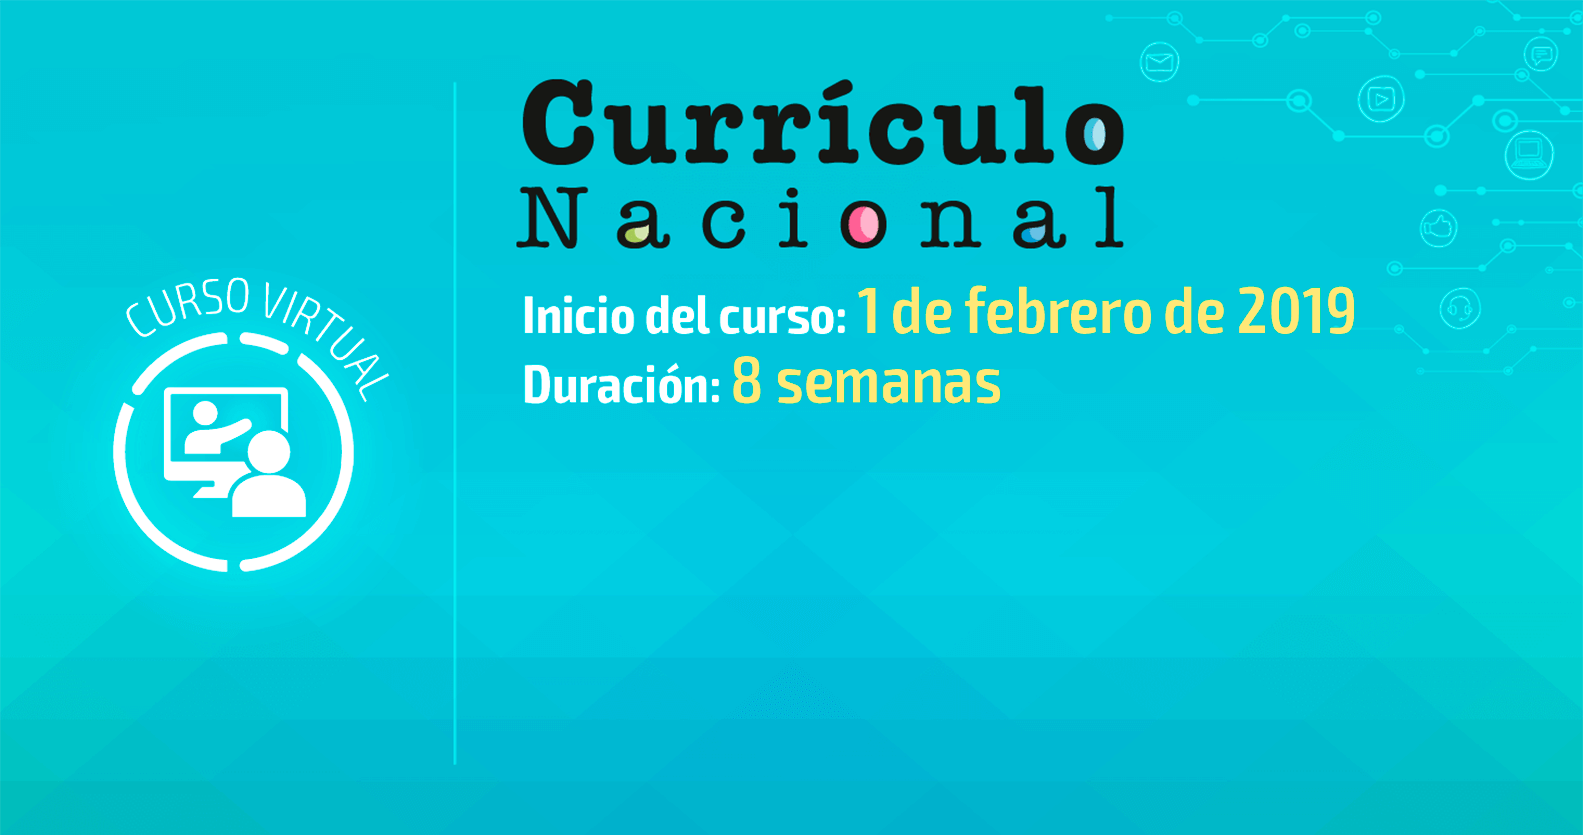 CURSO VIRTUAL
Currículo
Nacional
Inicio del curso: 1 de febrero de 2019
Duración: 8 semanas